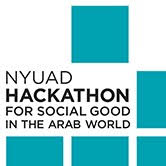 NYUAD
HACKATHON
FOR SOCIAL GOOD
IN THE ARAB WORLD